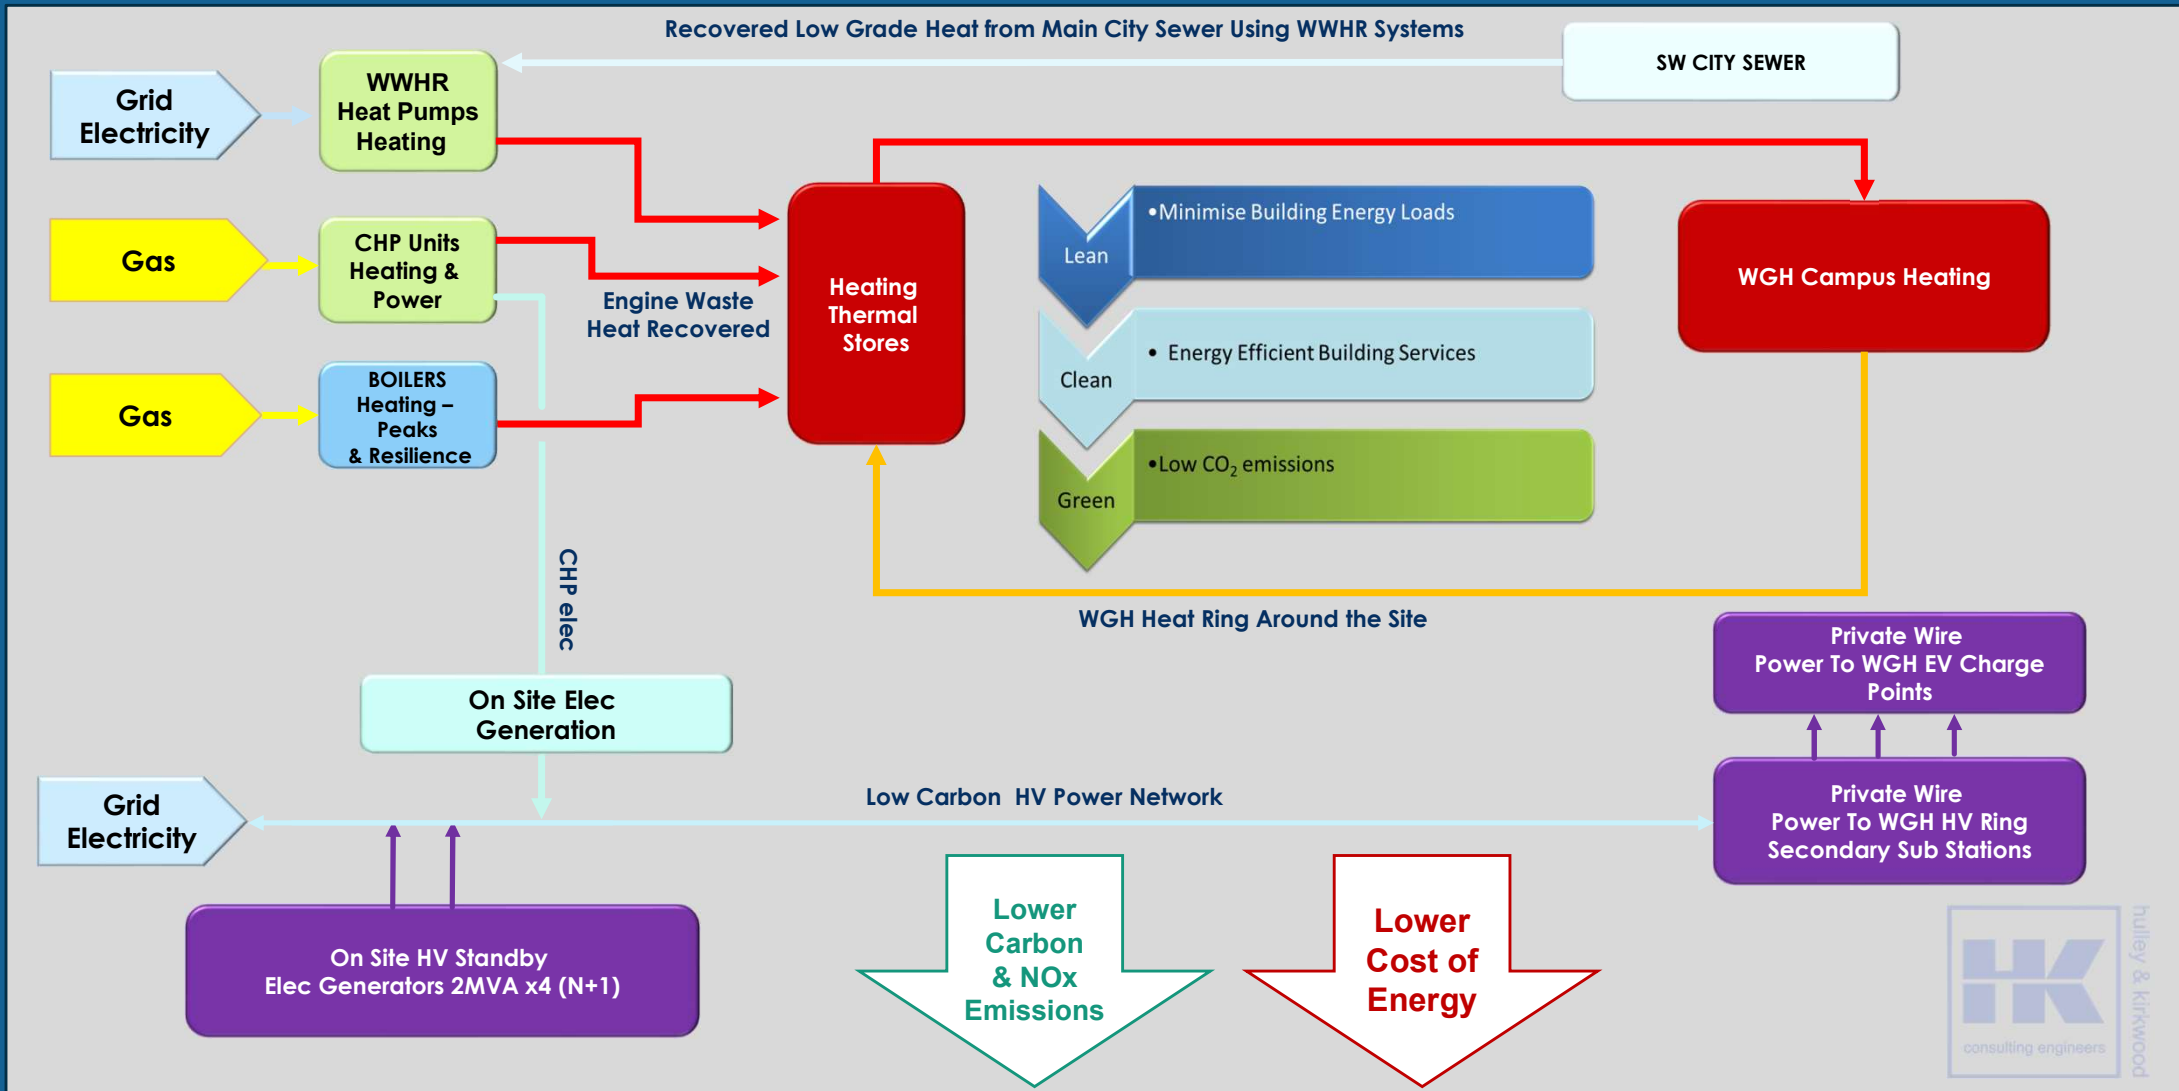 Recovered Low Grade Heat from Main City Sewer Using WWHR Systems
SW CITY SEWER
Grid
Electricity
WWHR
Heat Pumps
Heating
Gas
CHP Units
Heating &
Power
Engine Waste
Heat Recovered
Gas
BOILERS
Heating –
Peaks
& Resilience
Heating
Thermal
Stores
Lean
•Minimise Building Energy Loads
Clean
• Energy Efficient Building Services
Green
•Low CO₂ emissions
WGH Campus Heating
CHP elec
WGH Heat Ring Around the Site
On Site Elec
Generation
Private Wire
Power To WGH EV Charge
Points
Grid
Electricity
Low Carbon HV Power Network
Private Wire
Power To WGH HV Ring
Secondary Sub Stations
On Site HV Standby
Elec Generators 2MVA x4 (N+1)
Lower
Carbon
& NOx
Emissions
Lower
Cost of
Energy
HK
consulting engineers
hulley & kirkwood